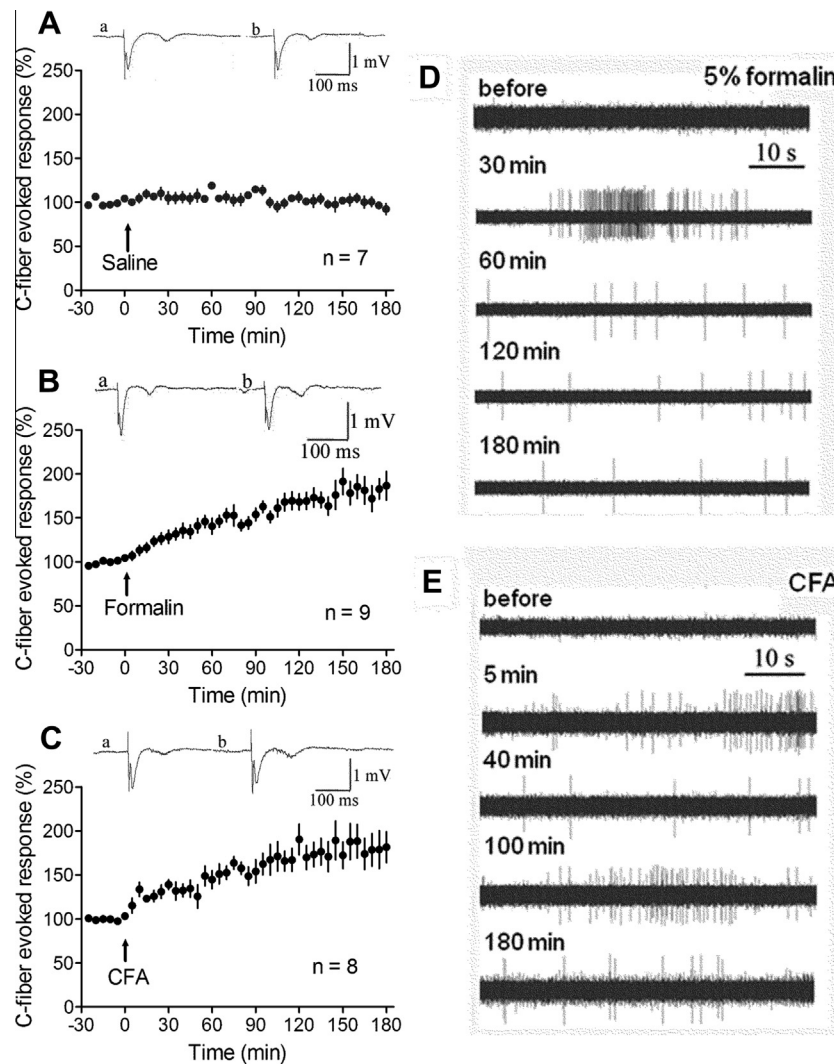 A
a
b
1 mV
100 ms
C-fiber evoked response (%)
250
200
150
100
50
0
Saline
n = 7
-30 0 30 60 90 120 150 180
Time (min)
B
a
b
1 mV
100 ms
C-fiber evoked response (%)
250
200
150
100
50
0
Formalin
n = 9
-30 0 30 60 90 120 150 180
Time (min)
C
a
b
1 mV
100 ms
C-fiber evoked response (%)
250
200
150
100
50
0
CFA
n = 8
-30 0 30 60 90 120 150 180
Time (min)
D
before
5% formalin
30 min
10 s
60 min
120 min
180 min
E
before
CFA
5 min
10 s
40 min
100 min
180 min